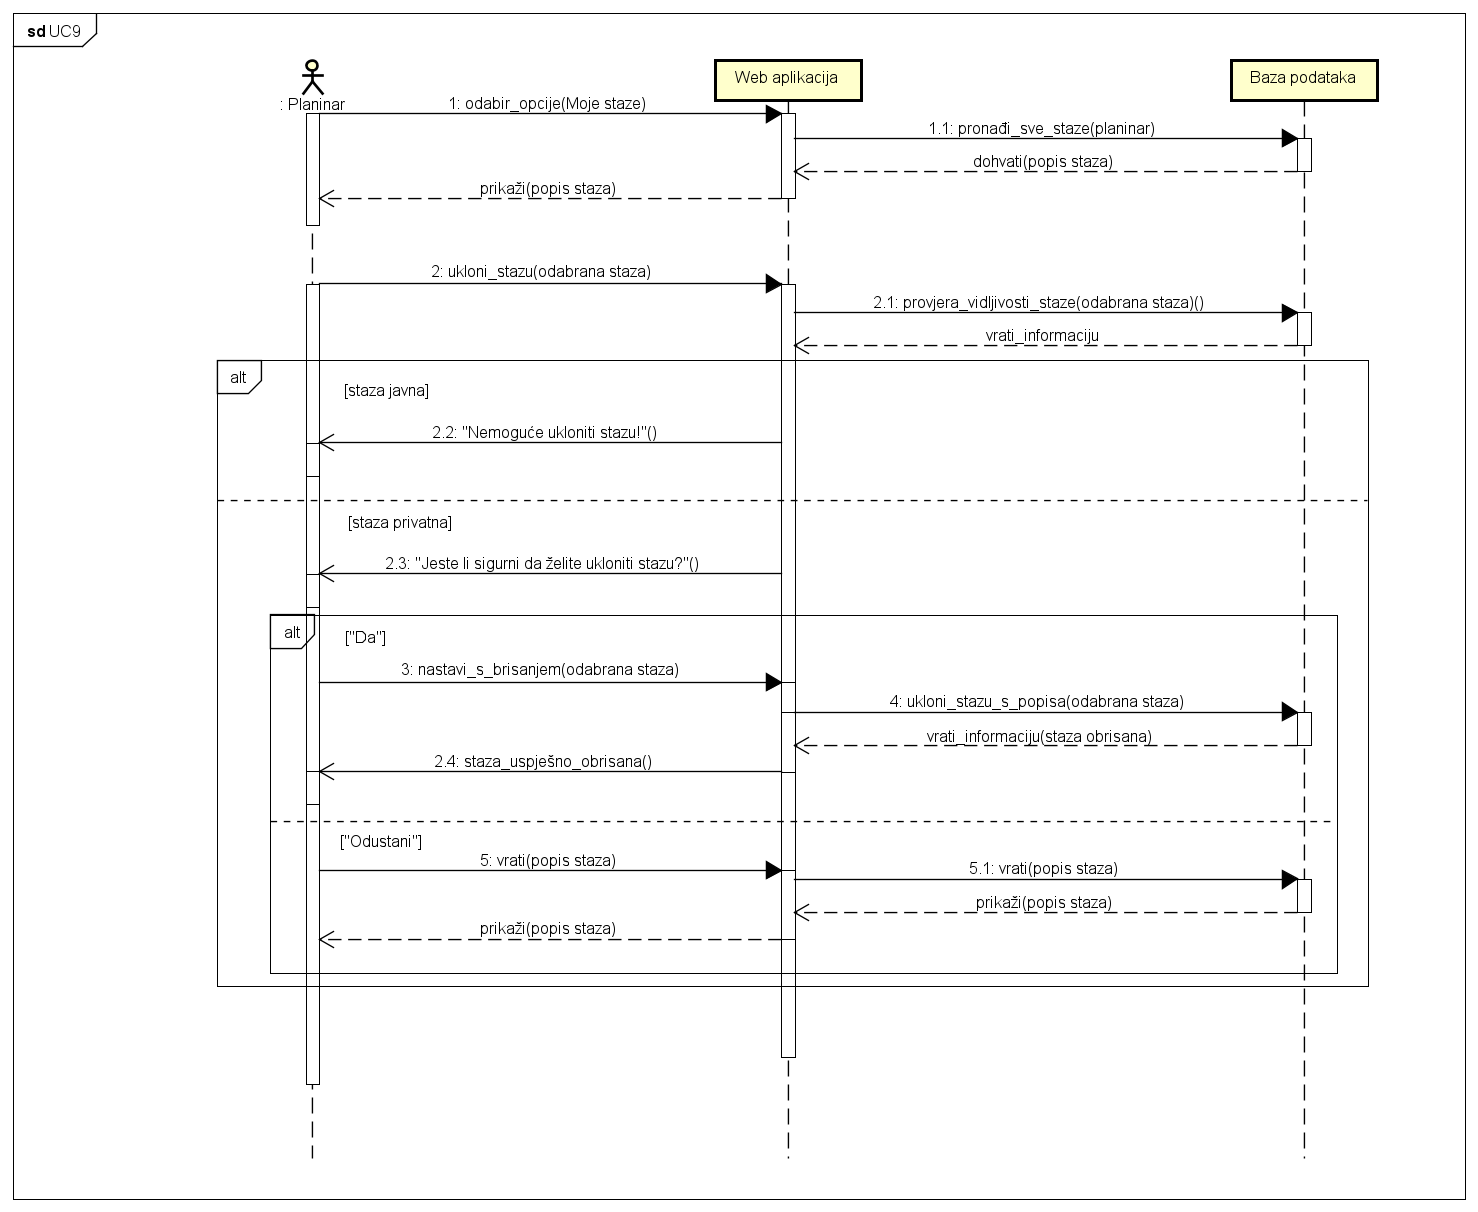 sd UC9
: Planinar
Web aplikacija
Baza podataka
1: odabir_opcije(Moje staze)
1.1: pronađi_sve_staze(planinar)
dohvati(popis staza)
prikaži(popis staza)
2: ukloni_stazu(odabrana staza)
2.1: provjera_vidljivosti_staze(odabrana staza)()
vrati_informaciju
alt
[staza javna]
2.2: "Nemoguće ukloniti stazu!"()
[staza privatna]
2.3: "Jeste li sigurni da želite ukloniti stazu?"()
alt
["Da"]
3: nastavi_s_brisanjem(odabrana staza)
4: ukloni_stazu_s_popisa(odabrana staza)
vrati_informaciju(staza obrisana)
2.4: staza_uspješno_obrisana()
["Odustani"]
5: vrati(popis staza)
5.1: vrati(popis staza)
prikaži(popis staza)
prikaži(popis staza)